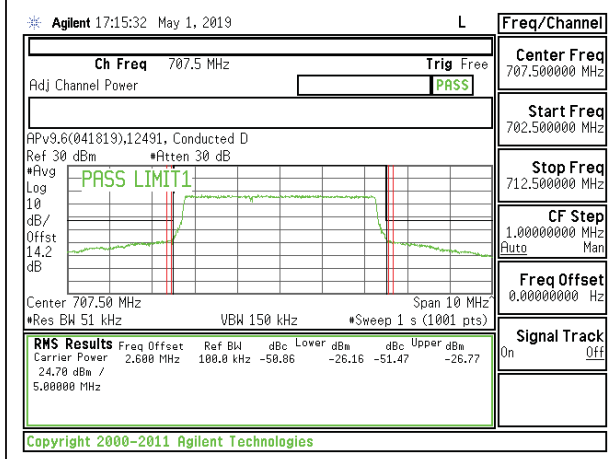 Agilent 17:15:32 May 1, 2019 L
Freq/Channel
Ch Freq 707.5 MHz Trig Free
Adj Channel Power PASS
Center Freq
707.500000 MHz
Start Freq
702.500000 MHz
Stop Freq
712.500000 MHz
CF Step
1.00000000 MHz
Auto Man
Freq Offset
0.00000000 Hz
Signal Track
On Off
APv9.6(041819),12491, Conducted D
Ref 30 dBm #Atten 30 dB
#Avg
Log
10
dB/
Offst
14.2
dB
PASS LIMIT1
Center 707.50 MHz Span 10 MHz
#Res BW 51 kHz VBW 150 kHz #Sweep 1 s (1001 pts)
RMS Results Freq Offset Ref BW dBc Lower dBm dBc Upper dBm
Carrier Power 2.600 MHz 100.0 kHz -50.86 -26.16 -51.47 -26.77
24.70 dBm /
5.00000 MHz
Copyright 2000-2011 Agilent Technologies